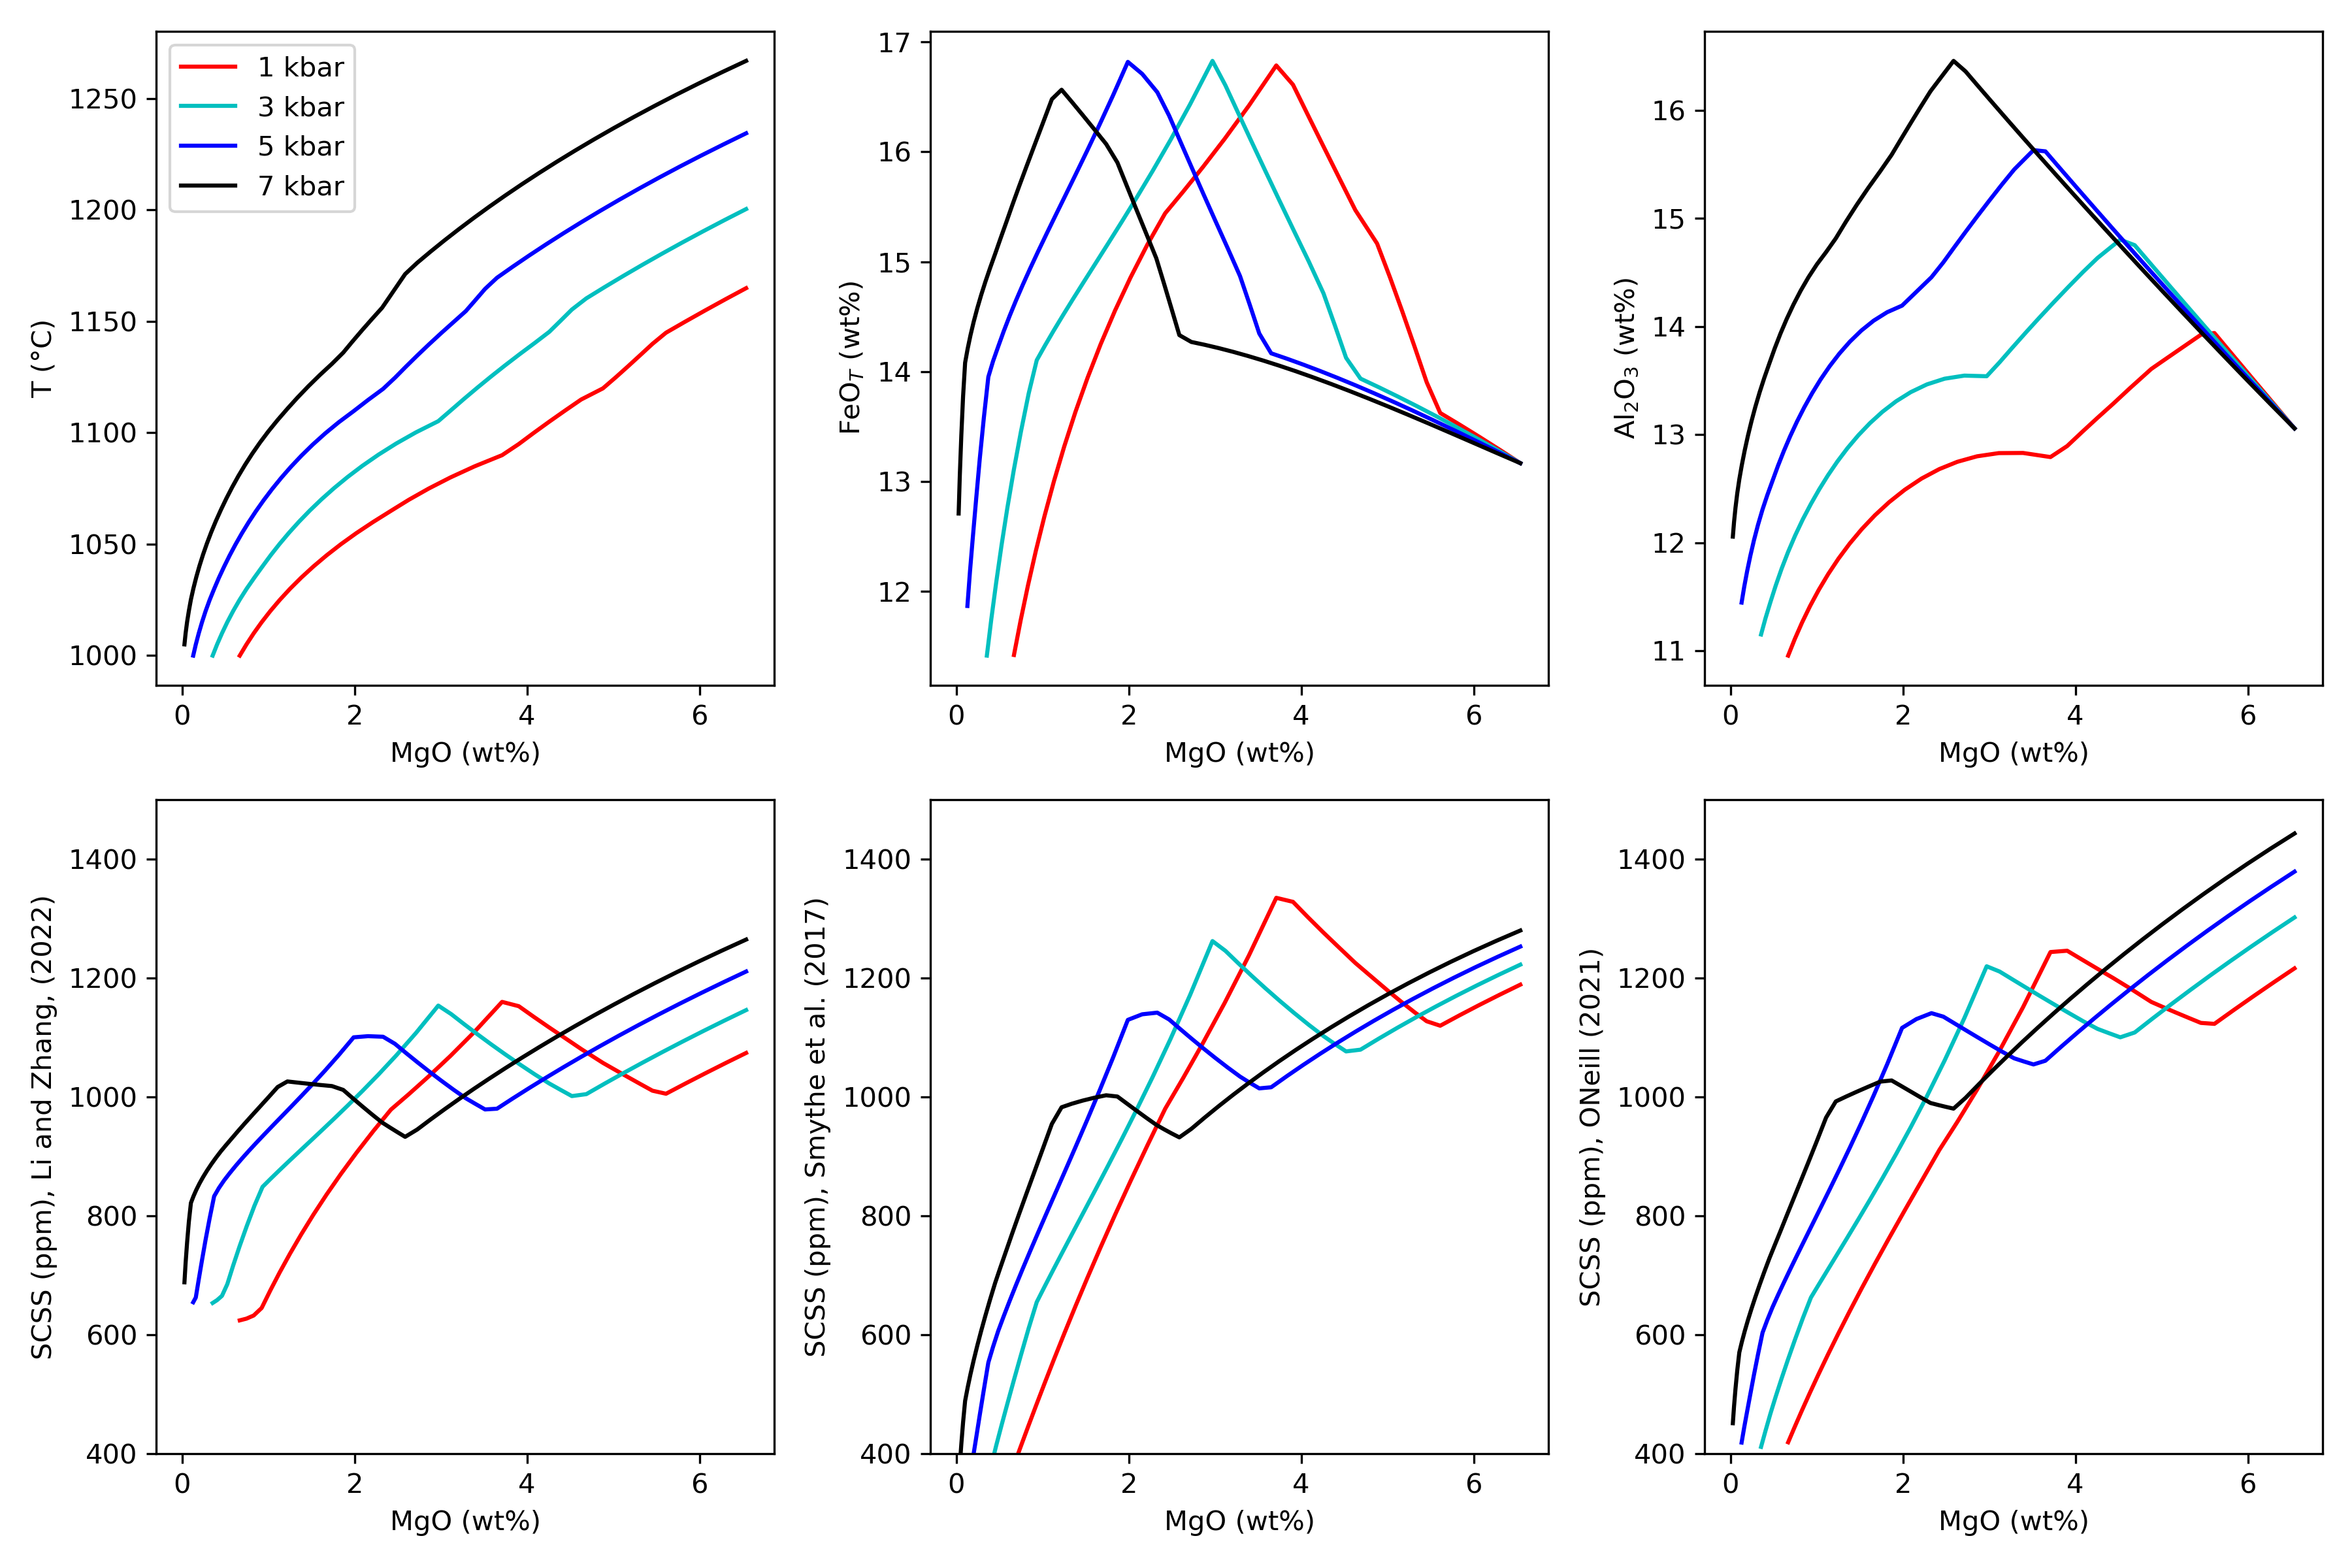 T (°C)
1250
1200
1150
1100
1050
1000
1 kbar
3 kbar
5 kbar
7 kbar
0 2 4 6
MgO (wt%)
FeO_T (wt%)
17
16
15
14
13
12
0 2 4 6
MgO (wt%)
Al₂O₃ (wt%)
16
15
14
13
12
11
0 2 4 6
MgO (wt%)
SCSS (ppm), Li and Zhang, (2022)
1400
1200
1000
800
600
400
0 2 4 6
MgO (wt%)
SCSS (ppm), Smythe et al. (2017)
1400
1200
1000
800
600
400
0 2 4 6
MgO (wt%)
SCSS (ppm), ONeill (2021)
1400
1200
1000
800
600
400
0 2 4 6
MgO (wt%)